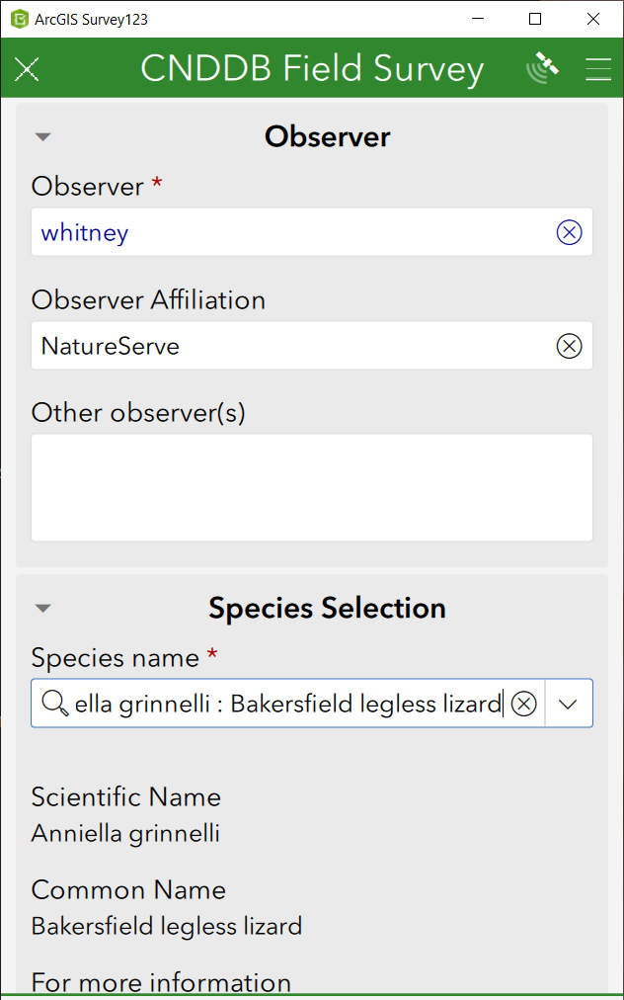 ArcGIS Survey123
CNDDB Field Survey
Observer
Observer *
whitney
Observer Affiliation
NatureServe
Other observer(s)
Species Selection
Species name *
ella grinnelli : Bakersfield legless lizard
Scientific Name
Anniella grinnelli
Common Name
Bakersfield legless lizard
For more information